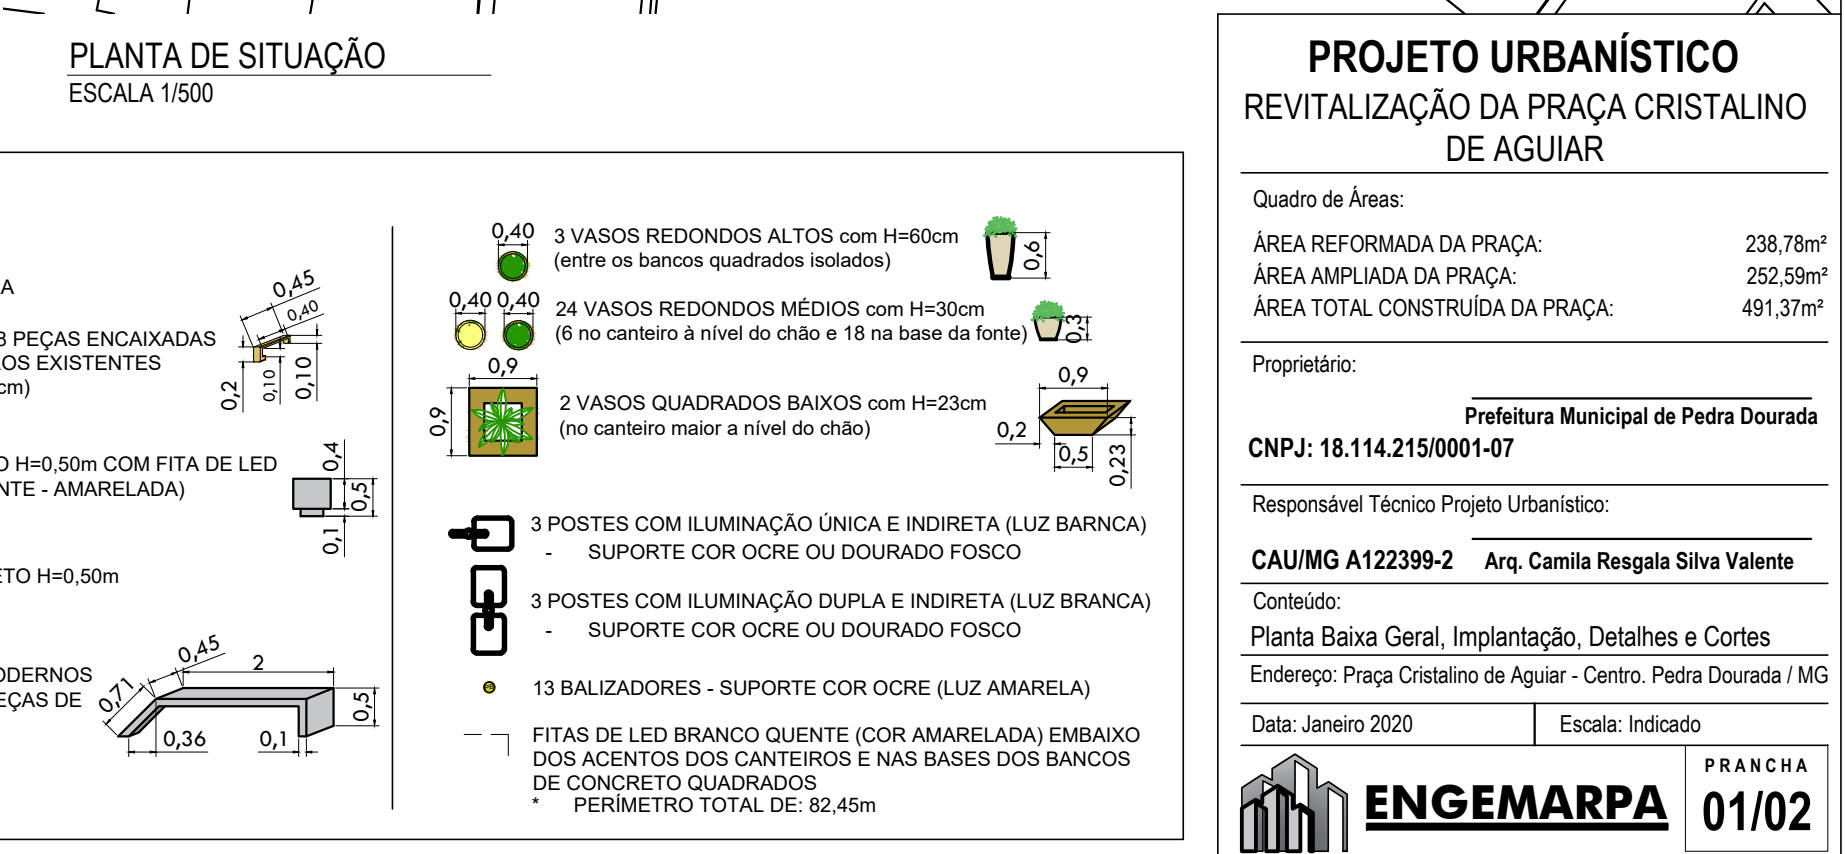 PLANTA DE SITUAÇÃO
ESCALA 1/500
A
3 PEÇAS ENCAIXADAS
OS EXISTENTES
cm)
0,45
0,40
0,2
0,10
0,10
O H=0,50m COM FITA DE LED
NTE - AMARELADA)
0,4
0,5
0,1
ETO H=0,50m
ODERNOS
EÇAS DE
0,71
0,45
2
0,5
0,36
0,1
0,40
3 VASOS REDONDOS ALTOS com H=60cm
(entre os bancos quadrados isolados)
0,6
0,40 0,40
24 VASOS REDONDOS MÉDIOS com H=30cm
(6 no canteiro à nível do chão e 18 na base da fonte)
0,3
0,9
0,9
2 VASOS QUADRADOS BAIXOS com H=23cm
(no canteiro maior a nível do chão)
0,9
0,2
0,5
0,23
3 POSTES COM ILUMINAÇÃO ÚNICA E INDIRETA (LUZ BARNCA)
- SUPORTE COR OCRE OU DOURADO FOSCO
3 POSTES COM ILUMINAÇÃO DUPLA E INDIRETA (LUZ BRANCA)
- SUPORTE COR OCRE OU DOURADO FOSCO
13 BALIZADORES - SUPORTE COR OCRE (LUZ AMARELA)
FITAS DE LED BRANCO QUENTE (COR AMARELADA) EMBAIXO
DOS ACENTOS DOS CANTEIROS E NAS BASES DOS BANCOS
DE CONCRETO QUADRADOS
* PERÍMETRO TOTAL DE: 82,45m
PROJETO URBANÍSTICO
REVITALIZAÇÃO DA PRAÇA CRISTALINO
DE AGUIAR
Quadro de Áreas:
ÁREA REFORMADA DA PRAÇA: 238,78m²
ÁREA AMPLIADA DA PRAÇA: 252,59m²
ÁREA TOTAL CONSTRUÍDA DA PRAÇA: 491,37m²
Proprietário:
Prefeitura Municipal de Pedra Dourada
CNPJ: 18.114.215/0001-07
Responsável Técnico Projeto Urbanístico:
CAU/MG A122399-2 Arq. Camila Resgala Silva Valente
Conteúdo:
Planta Baixa Geral, Implantação, Detalhes e Cortes
Endereço: Praça Cristalino de Aguiar - Centro. Pedra Dourada / MG
Data: Janeiro 2020 Escala: Indicado
ENGEMARPA
PRANCHA
01/02